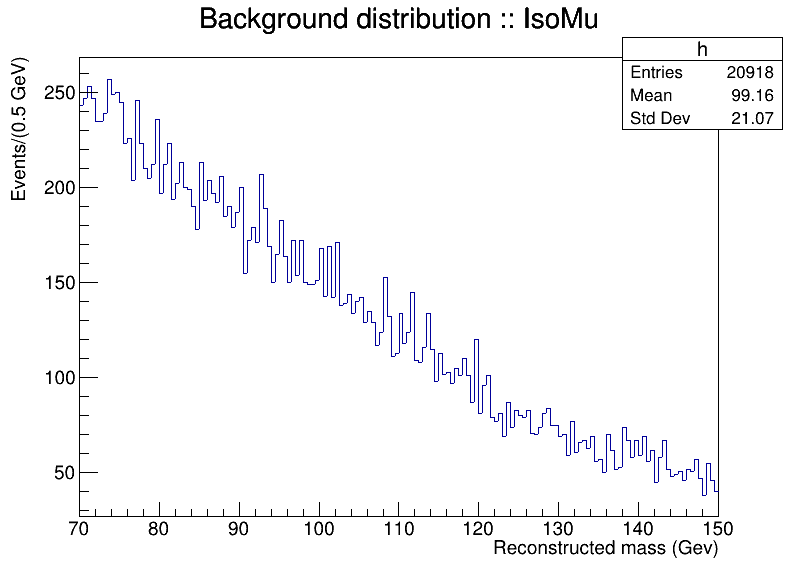 Background distribution :: IsoMu
h
Entries 20918
Mean 99.16
Std Dev 21.07
Events/(0.5 GeV)
250
200
150
100
50
70 80 90 100 110 120 130 140 150
Reconstructed mass (Gev)